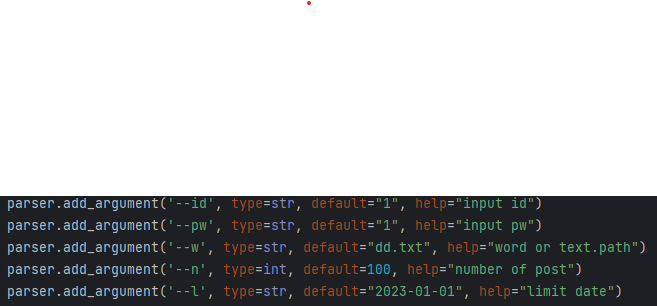 parser.add_argument('--id', type=str, default="1", help="input id")
parser.add_argument('--pw', type=str, default="1", help="input pw")
parser.add_argument('--w', type=str, default="dd.txt", help="word or text.path")
parser.add_argument('--n', type=int, default=100, help="number of post")
parser.add_argument('--l', type=str, default="2023-01-01", help="limit date")